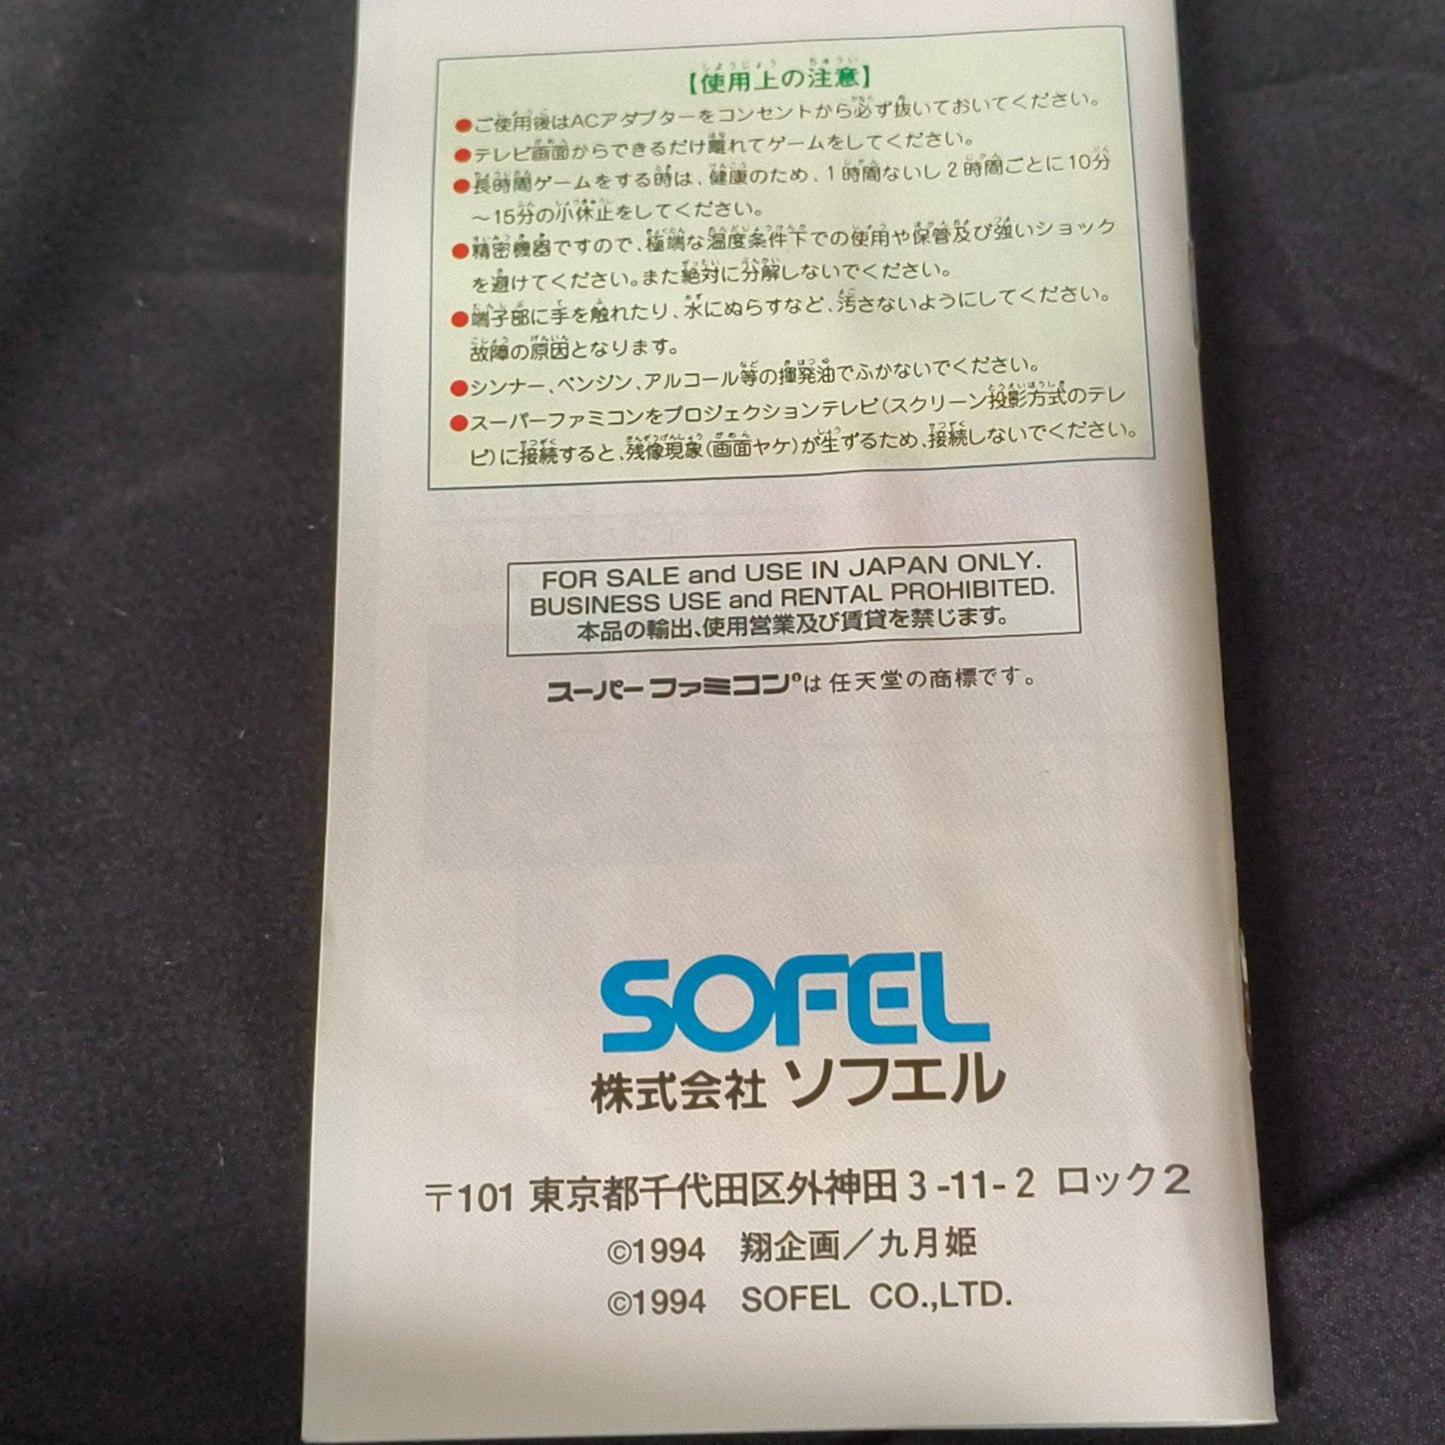 【使用上の注意】
●ご使用後はACアダプターをコンセントから必ず抜いておいてください。
●テレビ画面からできるだけ離れてゲームをしてください。
●長時間ゲームをする時は、健康のため、1時間ないし2時間ごとに10分
～15分の小休止をしてください。
●精密機器ですので、極端な温度条件下での使用や保管及び強いショック
を避けてください。また絶対に分解しないでください。
●端子部に手を触れたり、水にぬらすなど、汚さないようにしてください。
故障の原因となります。
●シンナー、ベンジン、アルコール等の揮発油でふかないでください。
●スーパーファミコンをプロジェクションテレビ(スクリーン投影方式のテレ
ビ)に接続すると、残像現象(画面ヤケ)が生ずるため、接続しないでください。
FOR SALE and USE IN JAPAN ONLY.
BUSINESS USE and RENTAL PROHIBITED.
本品の輸出、使用営業及び賃貸を禁じます。
スーパーファミコン®は任天堂の商標です。
SOFEL
株式会社 ソフエル
〒101 東京都千代田区外神田3-11-2 ロック2
©1994 翔企画／九月姫
©1994 SOFEL CO.,LTD.